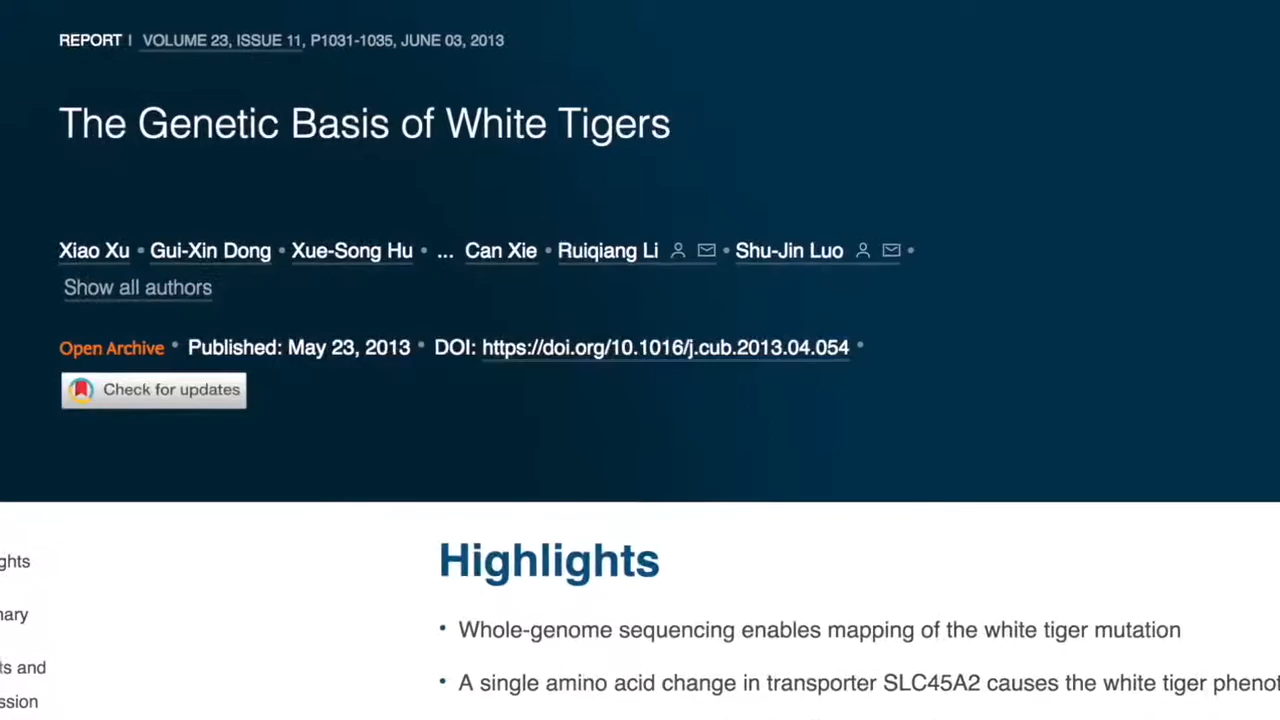 REPORT | VOLUME 23, ISSUE 11, P1031-1035, JUNE 03, 2013
The Genetic Basis of White Tigers
Xiao Xu • Gui-Xin Dong • Xue-Song Hu • ... Can Xie • Ruiqiang Li • Shu-Jin Luo •
Show all authors
Open Archive • Published: May 23, 2013 • DOI: https://doi.org/10.1016/j.cub.2013.04.054 •
Check for updates
Highlights
ghts
• Whole-genome sequencing enables mapping of the white tiger mutation
nary
• A single amino acid change in transporter SLC45A2 causes the white tiger phenot
ts and
ssion